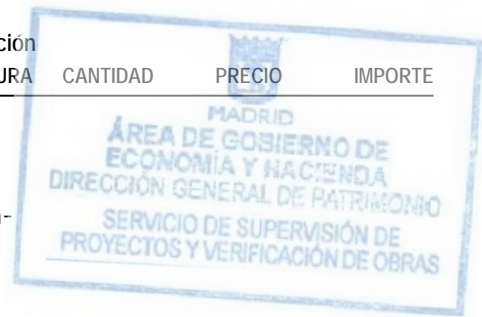 ción
URA CANTIDAD PRECIO IMPORTE
MADRID
ÁREA DE GOBIERNO DE
ECONOMÍA Y HACIENDA
DIRECCIÓN GENERAL DE PATRIMONIO
SERVICIO DE SUPERVISIÓN DE
PROYECTOS Y VERIFICACIÓN DE OBRAS